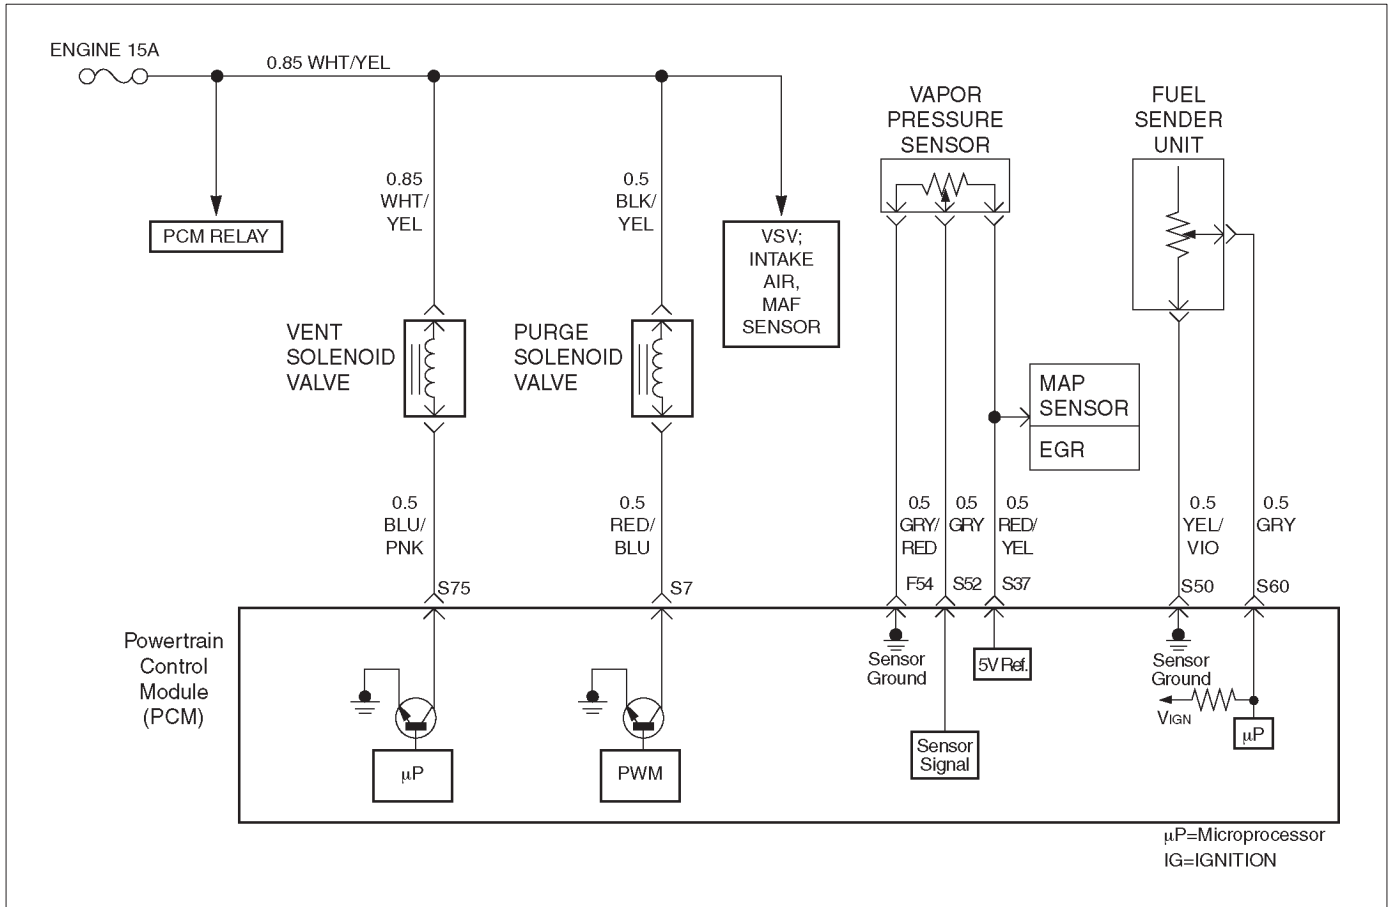 ENGINE 15A
0.85 WHT/YEL
PCM RELAY
0.85
WHT/
YEL
0.5
BLK/
YEL
VSV;
INTAKE
AIR,
MAF
SENSOR
VAPOR
PRESSURE
SENSOR
FUEL
SENDER
UNIT
VENT
SOLENOID
VALVE
PURGE
SOLENOID
VALVE
MAP
SENSOR
EGR
0.5
BLU/
PNK
0.5
RED/
BLU
0.5
GRY/
RED
0.5
GRY
0.5
RED/
YEL
0.5
YEL/
VIO
0.5
GRY
S75
S7
F54
S52
S37
S50
S60
Powertrain
Control
Module
(PCM)
μP
PWM
Sensor
Ground
Sensor
Signal
5V Ref.
Sensor
Ground
VIGN
μP
μP=Microprocessor
IG=IGNITION